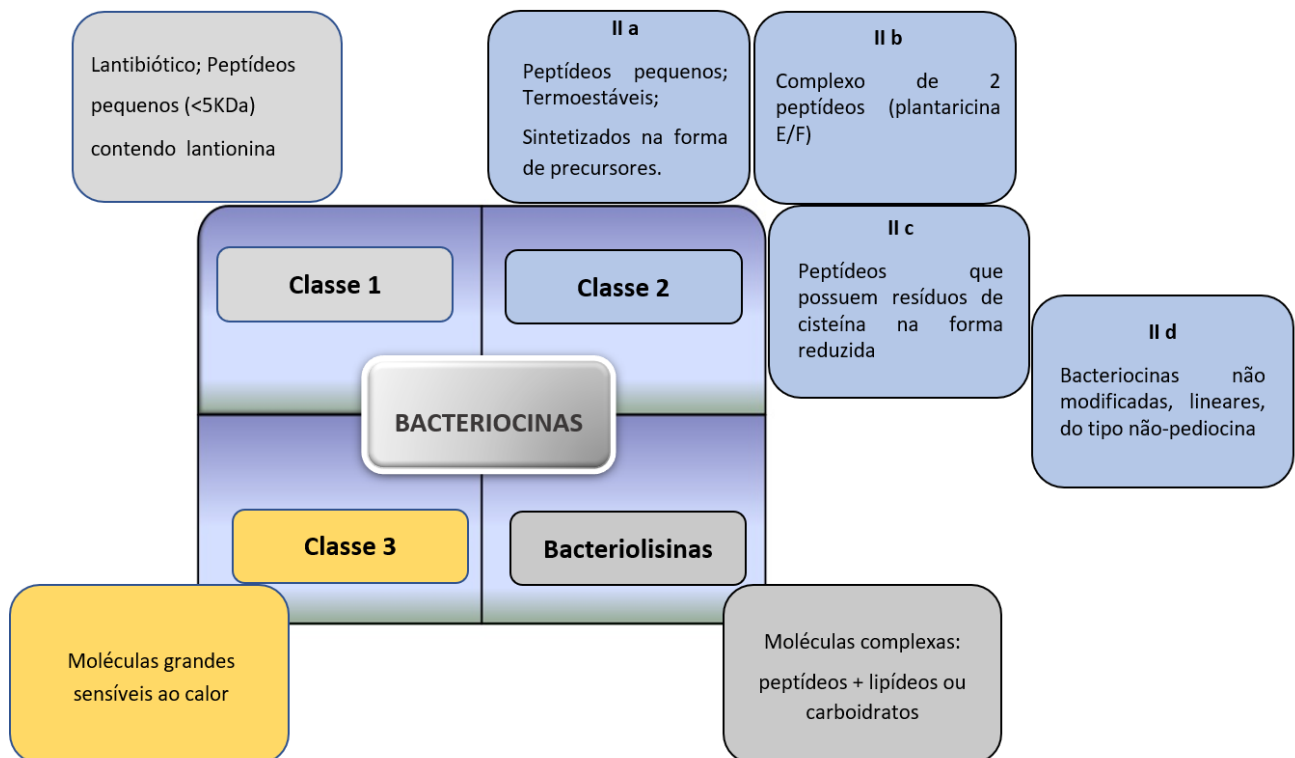 Lantibiótico; Peptídeos
pequenos (<5KDa)
contendo lantionina
II a
Peptídeos pequenos;
Termoestáveis;
Sintetizados na forma
de precursores.
II b
Complexo de 2
peptídeos (plantaricina
E/F)
II c
Peptídeos que
possuem resíduos de
cisteína na forma
reduzida
II d
Bacteriocinas não
modificadas, lineares,
do tipo não-pediocina
Classe 1
Classe 2
BACTERIOCINAS
Classe 3
Bacteriolisinas
Moléculas grandes
sensíveis ao calor
Moléculas complexas:
peptídeos + lipídeos ou
carboidratos